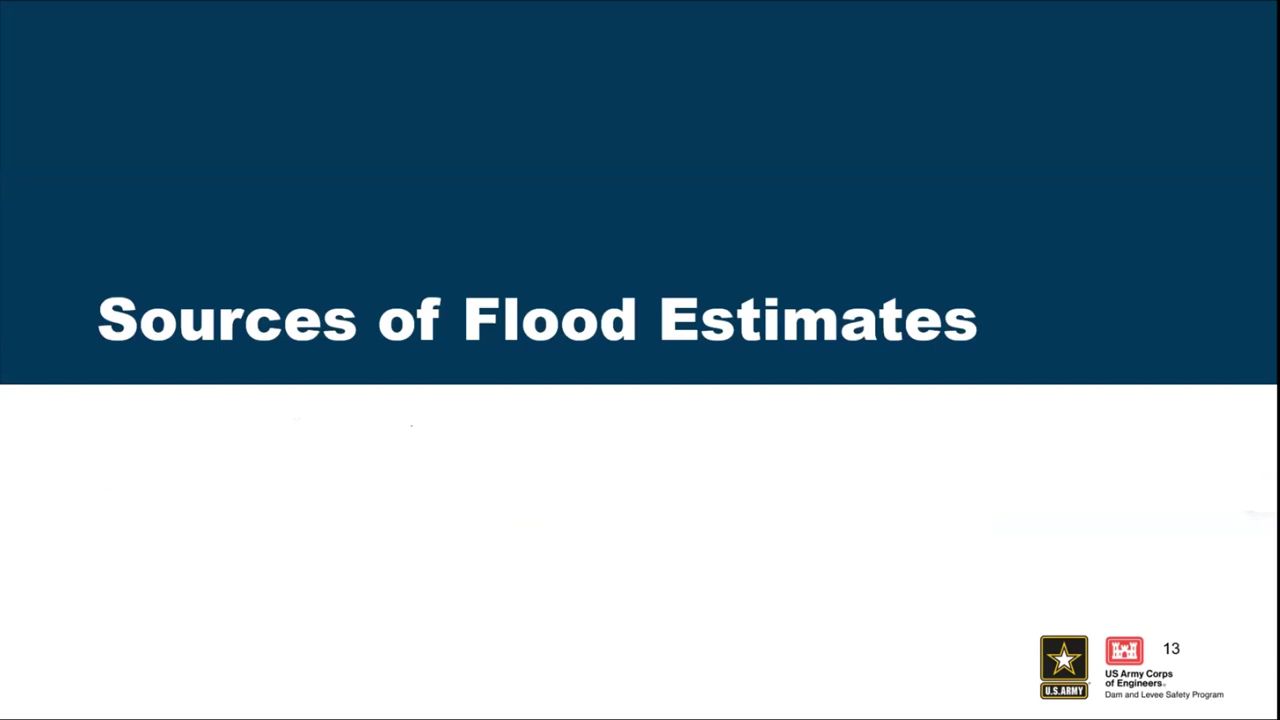 Sources of Flood Estimates
13
U.S.ARMY
US Army Corps
of Engineers®
Dam and Levee Safety Program